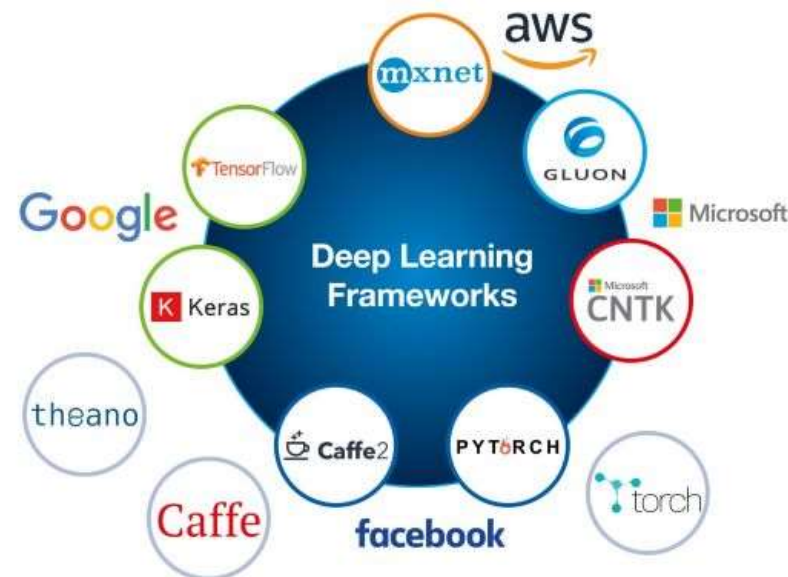 aws
mxnet
TensorFlow
GLUON
Google
Microsoft
Deep Learning
Frameworks
K Keras
Microsoft
CNTK
theano
Caffe2
PYTORCH
torch
Caffe
facebook